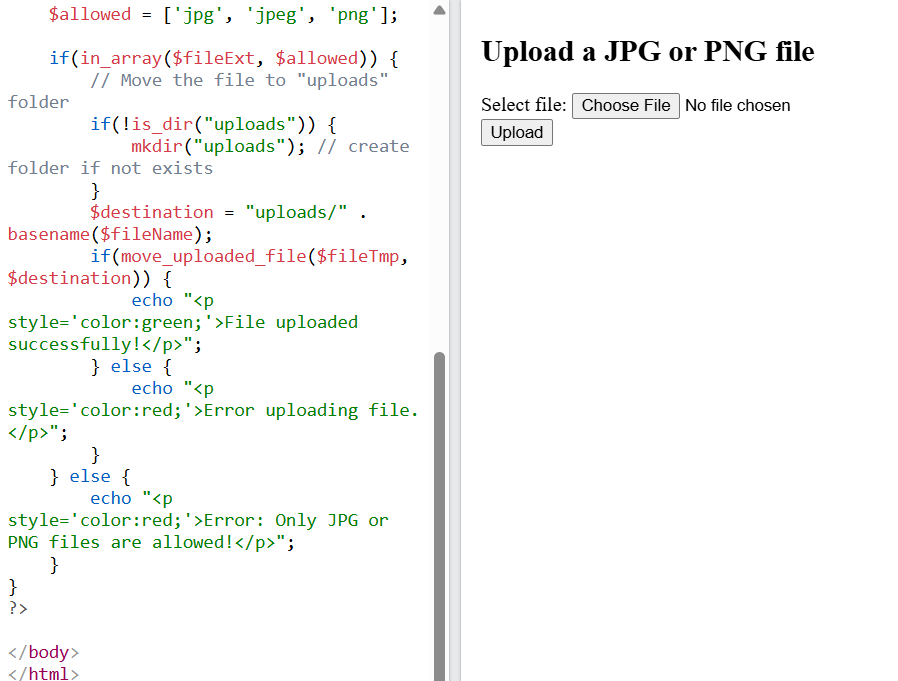 $allowed = ['jpg', 'jpeg', 'png'];
if(in_array($fileExt, $allowed)) {
// Move the file to "uploads"
folder
if(!is_dir("uploads")) {
mkdir("uploads"); // create
folder if not exists
}
$destination = "uploads/" .
basename($fileName);
if(move_uploaded_file($fileTmp,
$destination)) {
echo "<p
style='color:green;'>File uploaded
successfully!</p>";
} else {
echo "<p
style='color:red;'>Error uploading file.
</p>";
}
} else {
echo "<p
style='color:red;'>Error: Only JPG or
PNG files are allowed!</p>";
}
}
?>
</body>
</html>
Upload a JPG or PNG file
Select file: Choose File No file chosen
Upload